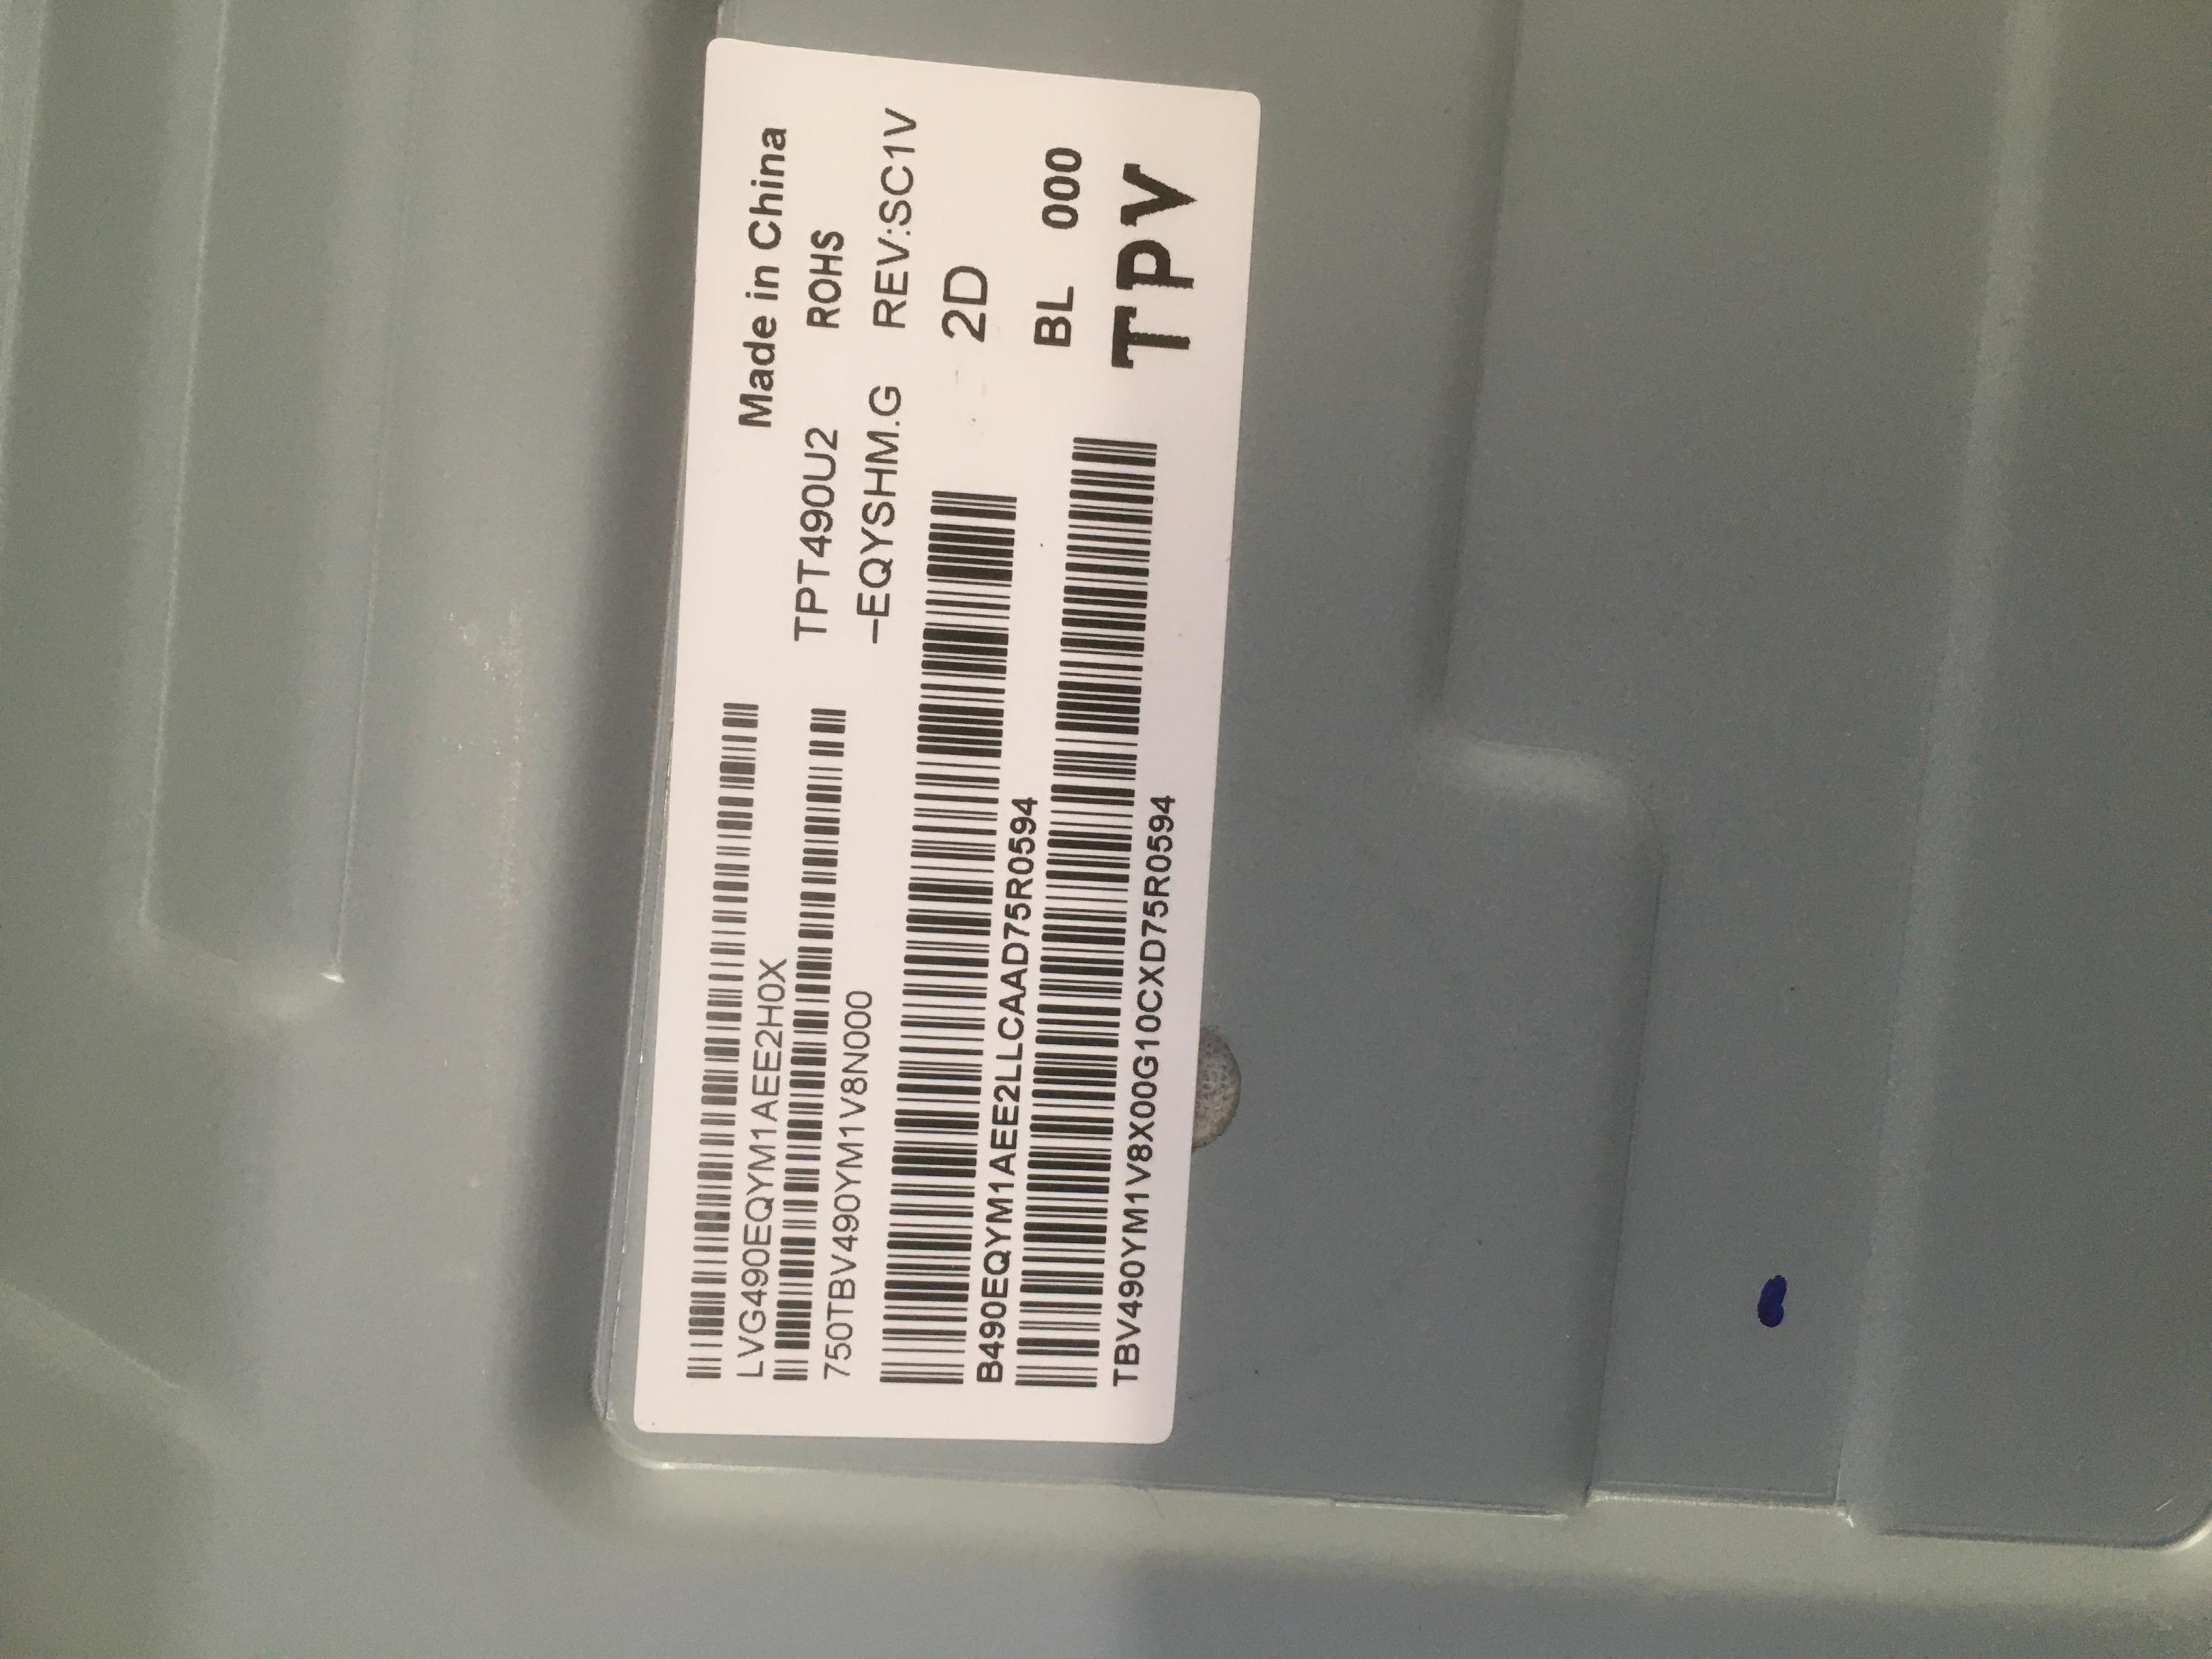 Made in China
LVG490EQYM1AEE2H0X
TPT490U2 ROHS
750TBV490YM1V8N000
-EQYSHM.G REV:SC1V
2D
B490EQYM1AEE2LLCAAD75R0594
BL 000
TBV490YM1V8X00G10CXD75R0594
TPV